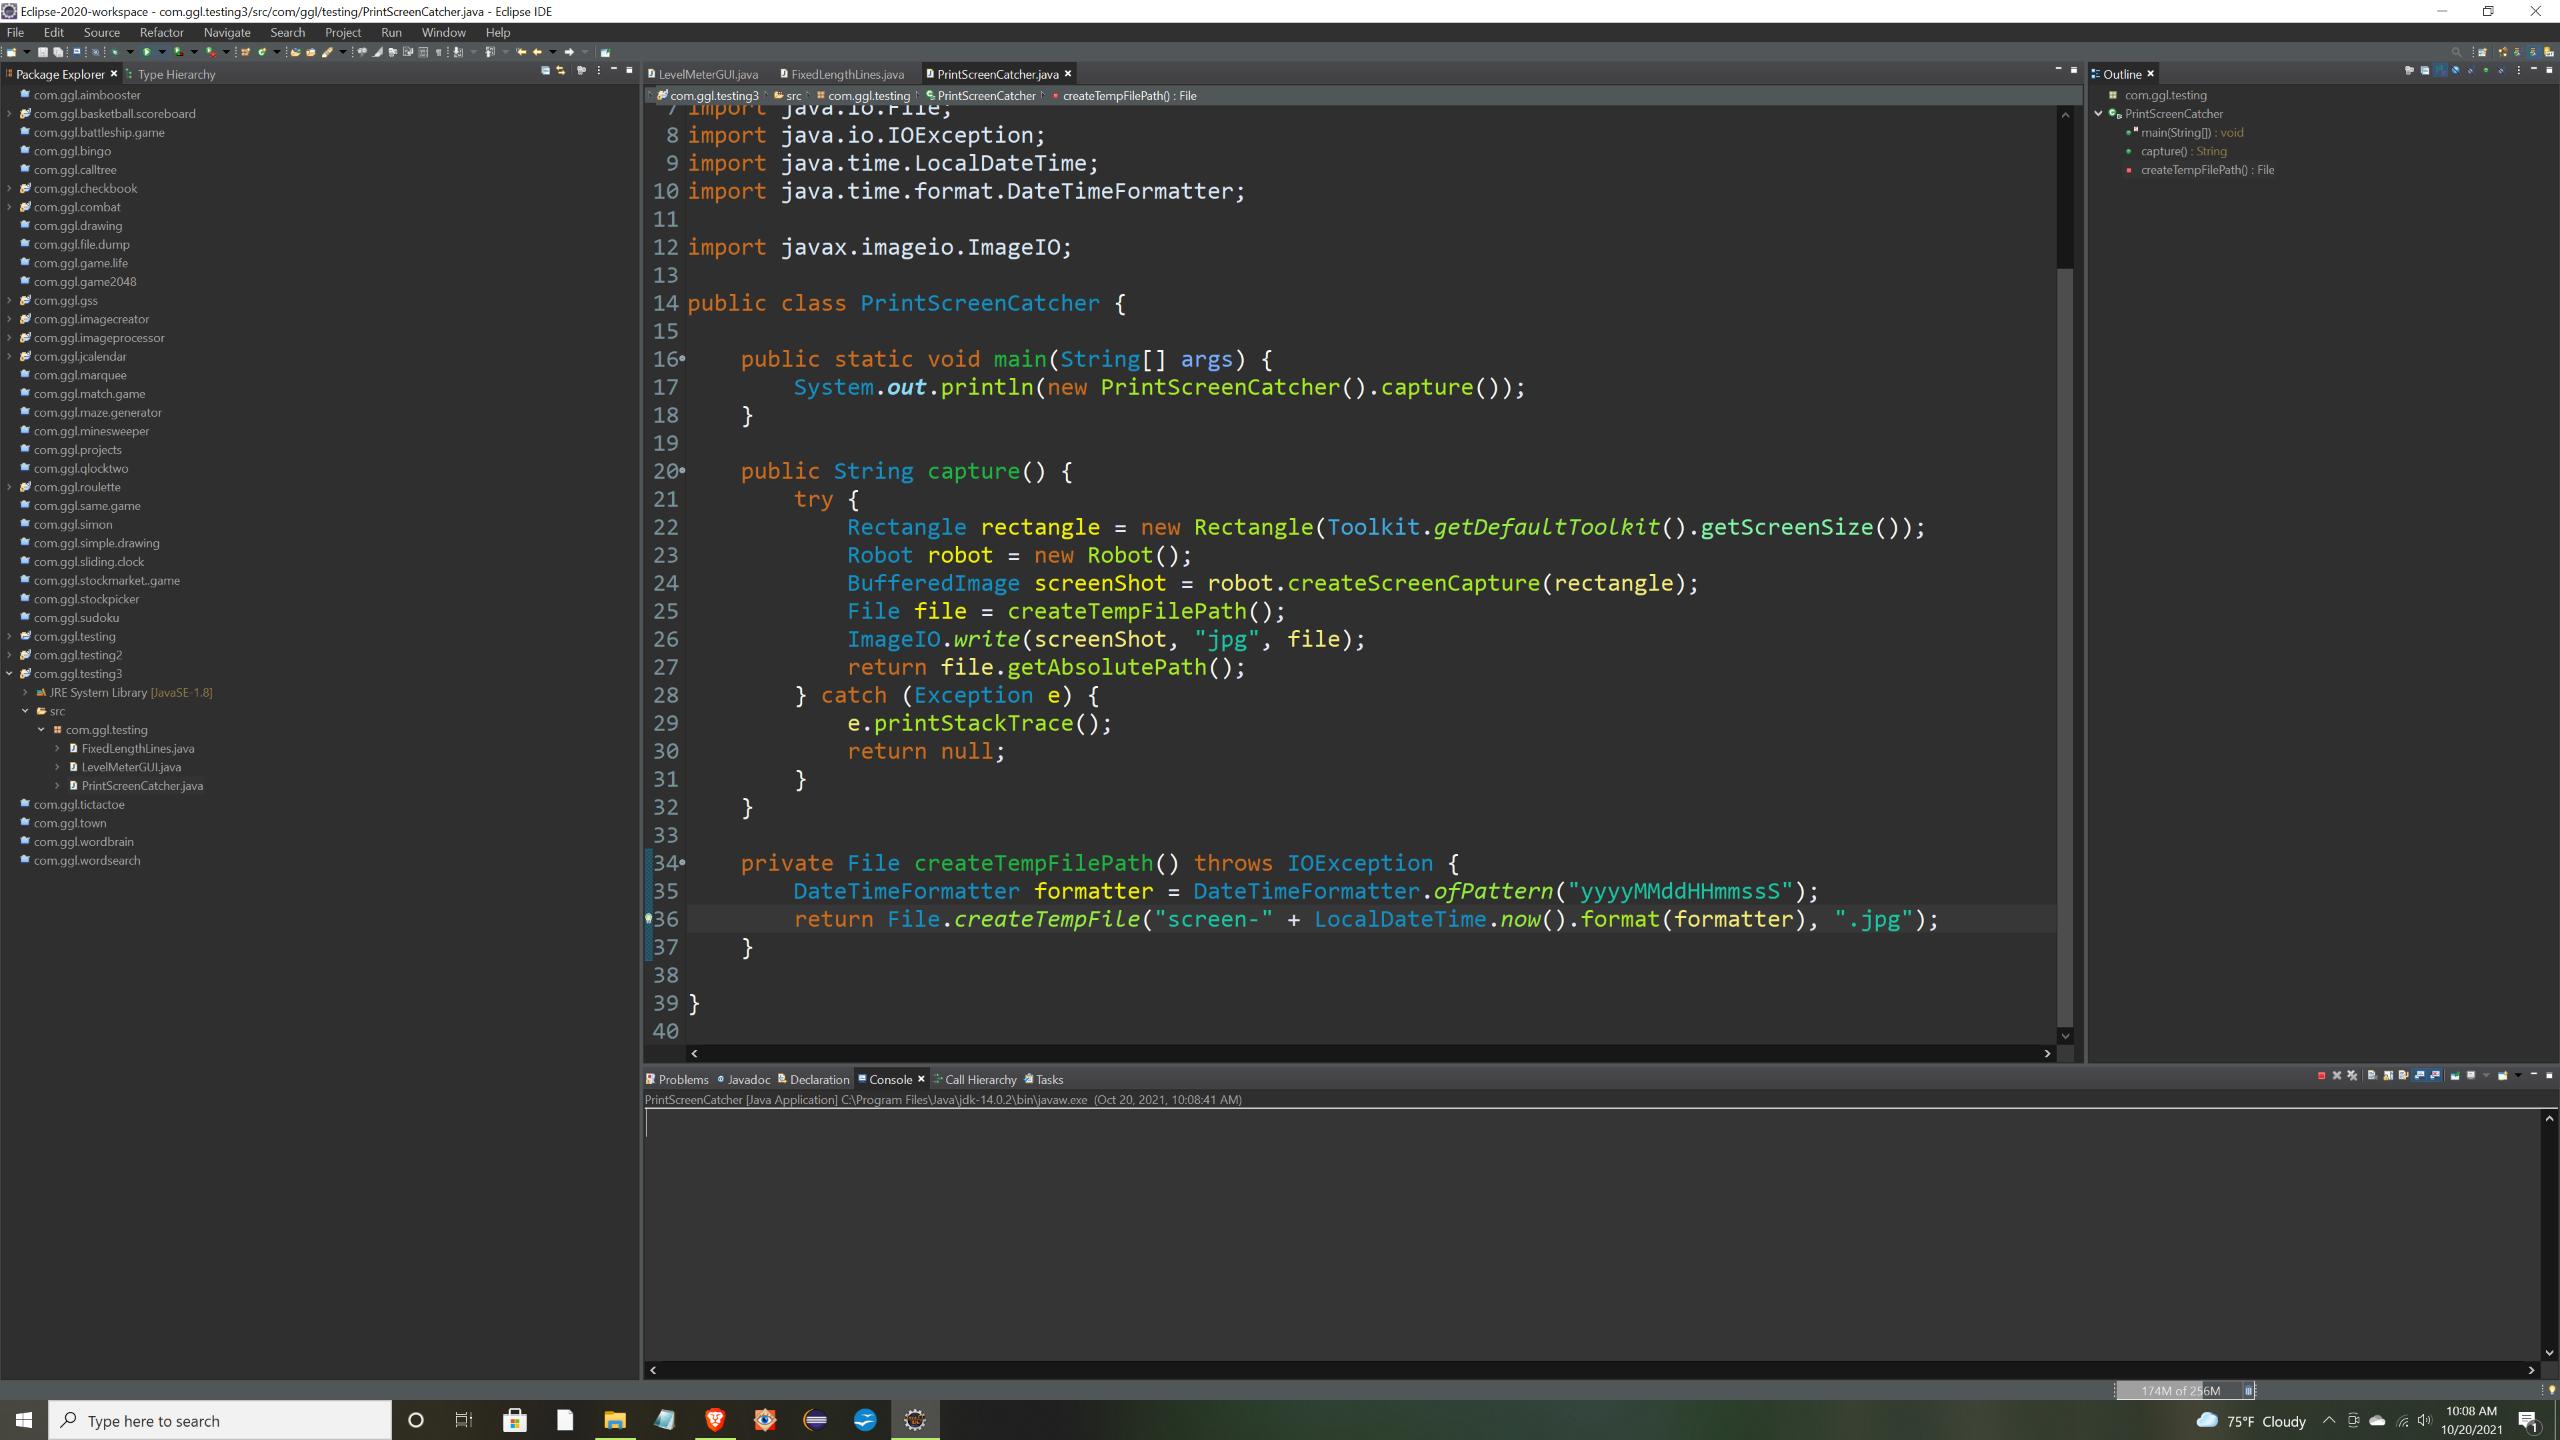 Eclipse-2020-workspace - com.ggl.testing3/src/com/ggl/testing/PrintScreenCatcher.java - Eclipse IDE
File Edit Source Refactor Navigate Search Project Run Window Help
Package Explorer Type Hierarchy
com.ggl.aimbooster
com.ggl.basketball.scoreboard
com.ggl.battleship.game
com.ggl.bingo
com.ggl.calltree
com.ggl.checkbook
com.ggl.combat
com.ggl.drawing
com.ggl.file.dump
com.ggl.game.life
com.ggl.game2048
com.ggl.gss
com.ggl.imagecreator
com.ggl.imageprocessor
com.ggl.jcalendar
com.ggl.marquee
com.ggl.match.game
com.ggl.maze.generator
com.ggl.minesweeper
com.ggl.projects
com.ggl.qlocktwo
com.ggl.roulette
com.ggl.same.game
com.ggl.simon
com.ggl.simple.drawing
com.ggl.sliding.clock
com.ggl.stockmarket..game
com.ggl.stockpicker
com.ggl.sudoku
com.ggl.testing
com.ggl.testing2
com.ggl.testing3
JRE System Library [JavaSE-1.8]
src
com.ggl.testing
FixedLengthLines.java
LevelMeterGUI.java
PrintScreenCatcher.java
com.ggl.tictactoe
com.ggl.town
com.ggl.wordbrain
com.ggl.wordsearch
LevelMeterGUI.java FixedLengthLines.java PrintScreenCatcher.java
com.ggl.testing3 src com.ggl.testing PrintScreenCatcher createTempFilePath() : File
7 import java.io.File;
8 import java.io.IOException;
9 import java.time.LocalDateTime;
10 import java.time.format.DateTimeFormatter;
11
12 import javax.imageio.ImageIO;
13
14 public class PrintScreenCatcher {
15
16 public static void main(String[] args) {
17 System.out.println(new PrintScreenCatcher().capture());
18 }
19
20 public String capture() {
21 try {
22 Rectangle rectangle = new Rectangle(Toolkit.getDefaultToolkit().getScreenSize());
23 Robot robot = new Robot();
24 BufferedImage screenShot = robot.createScreenCapture(rectangle);
25 File file = createTempFilePath();
26 ImageIO.write(screenShot, "jpg", file);
27 return file.getAbsolutePath();
28 } catch (Exception e) {
29 e.printStackTrace();
30 return null;
31 }
32 }
33
34 private File createTempFilePath() throws IOException {
35 DateTimeFormatter formatter = DateTimeFormatter.ofPattern("yyyyMMddHHmmssS");
36 return File.createTempFile("screen-" + LocalDateTime.now().format(formatter), ".jpg");
37 }
38
39 }
40
Outline
com.ggl.testing
PrintScreenCatcher
main(String[]) : void
capture() : String
createTempFilePath() : File
Problems Javadoc Declaration Console Call Hierarchy Tasks
PrintScreenCatcher [Java Application] C:\Program Files\Java\jdk-14.0.2\bin\javaw.exe (Oct 20, 2021, 10:08:41 AM)
174M of 256M
Type here to search
75°F Cloudy
10:08 AM
10/20/2021
1